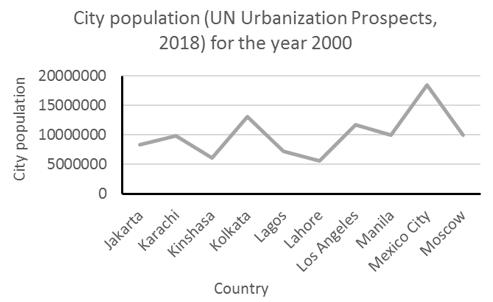 City population (UN Urbanization Prospects,
2018) for the year 2000
City population
20000000
15000000
10000000
5000000
0
Jakarta
Karachi
Kinshasa
Kolkata
Lagos
Lahore
Los Angeles
Manila
Mexico City
Moscow
Country